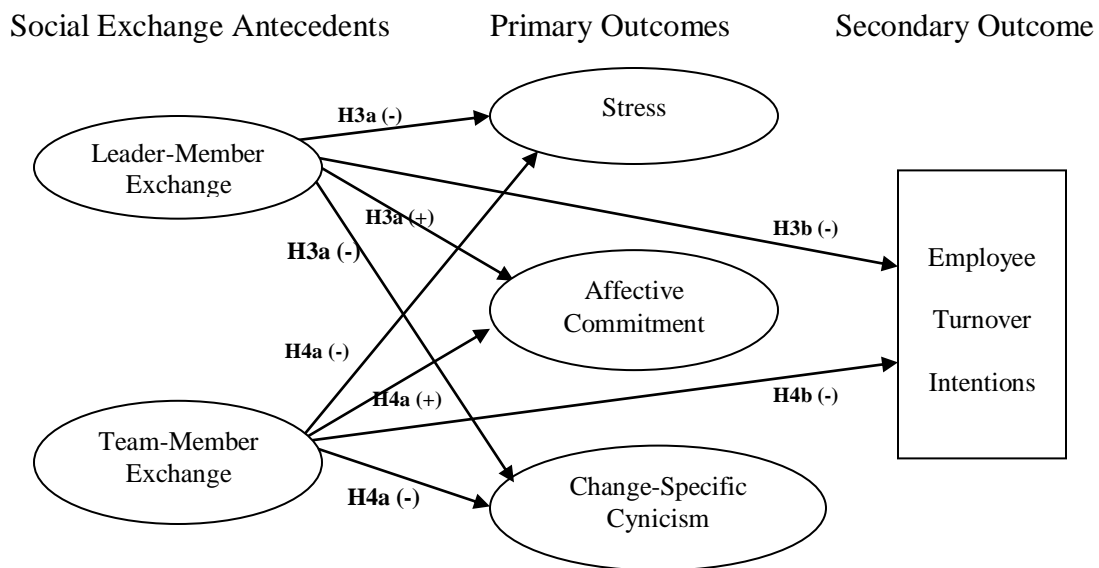 Social Exchange Antecedents
Primary Outcomes
Secondary Outcome
Stress
H3a (-)
Leader-Member
Exchange
H3a (+)
H3b (-)
H3a (-)
Employee
Turnover
Intentions
Affective
Commitment
H4a (-)
H4a (+)
H4b (-)
Team-Member
Exchange
H4a (-)
Change-Specific
Cynicism